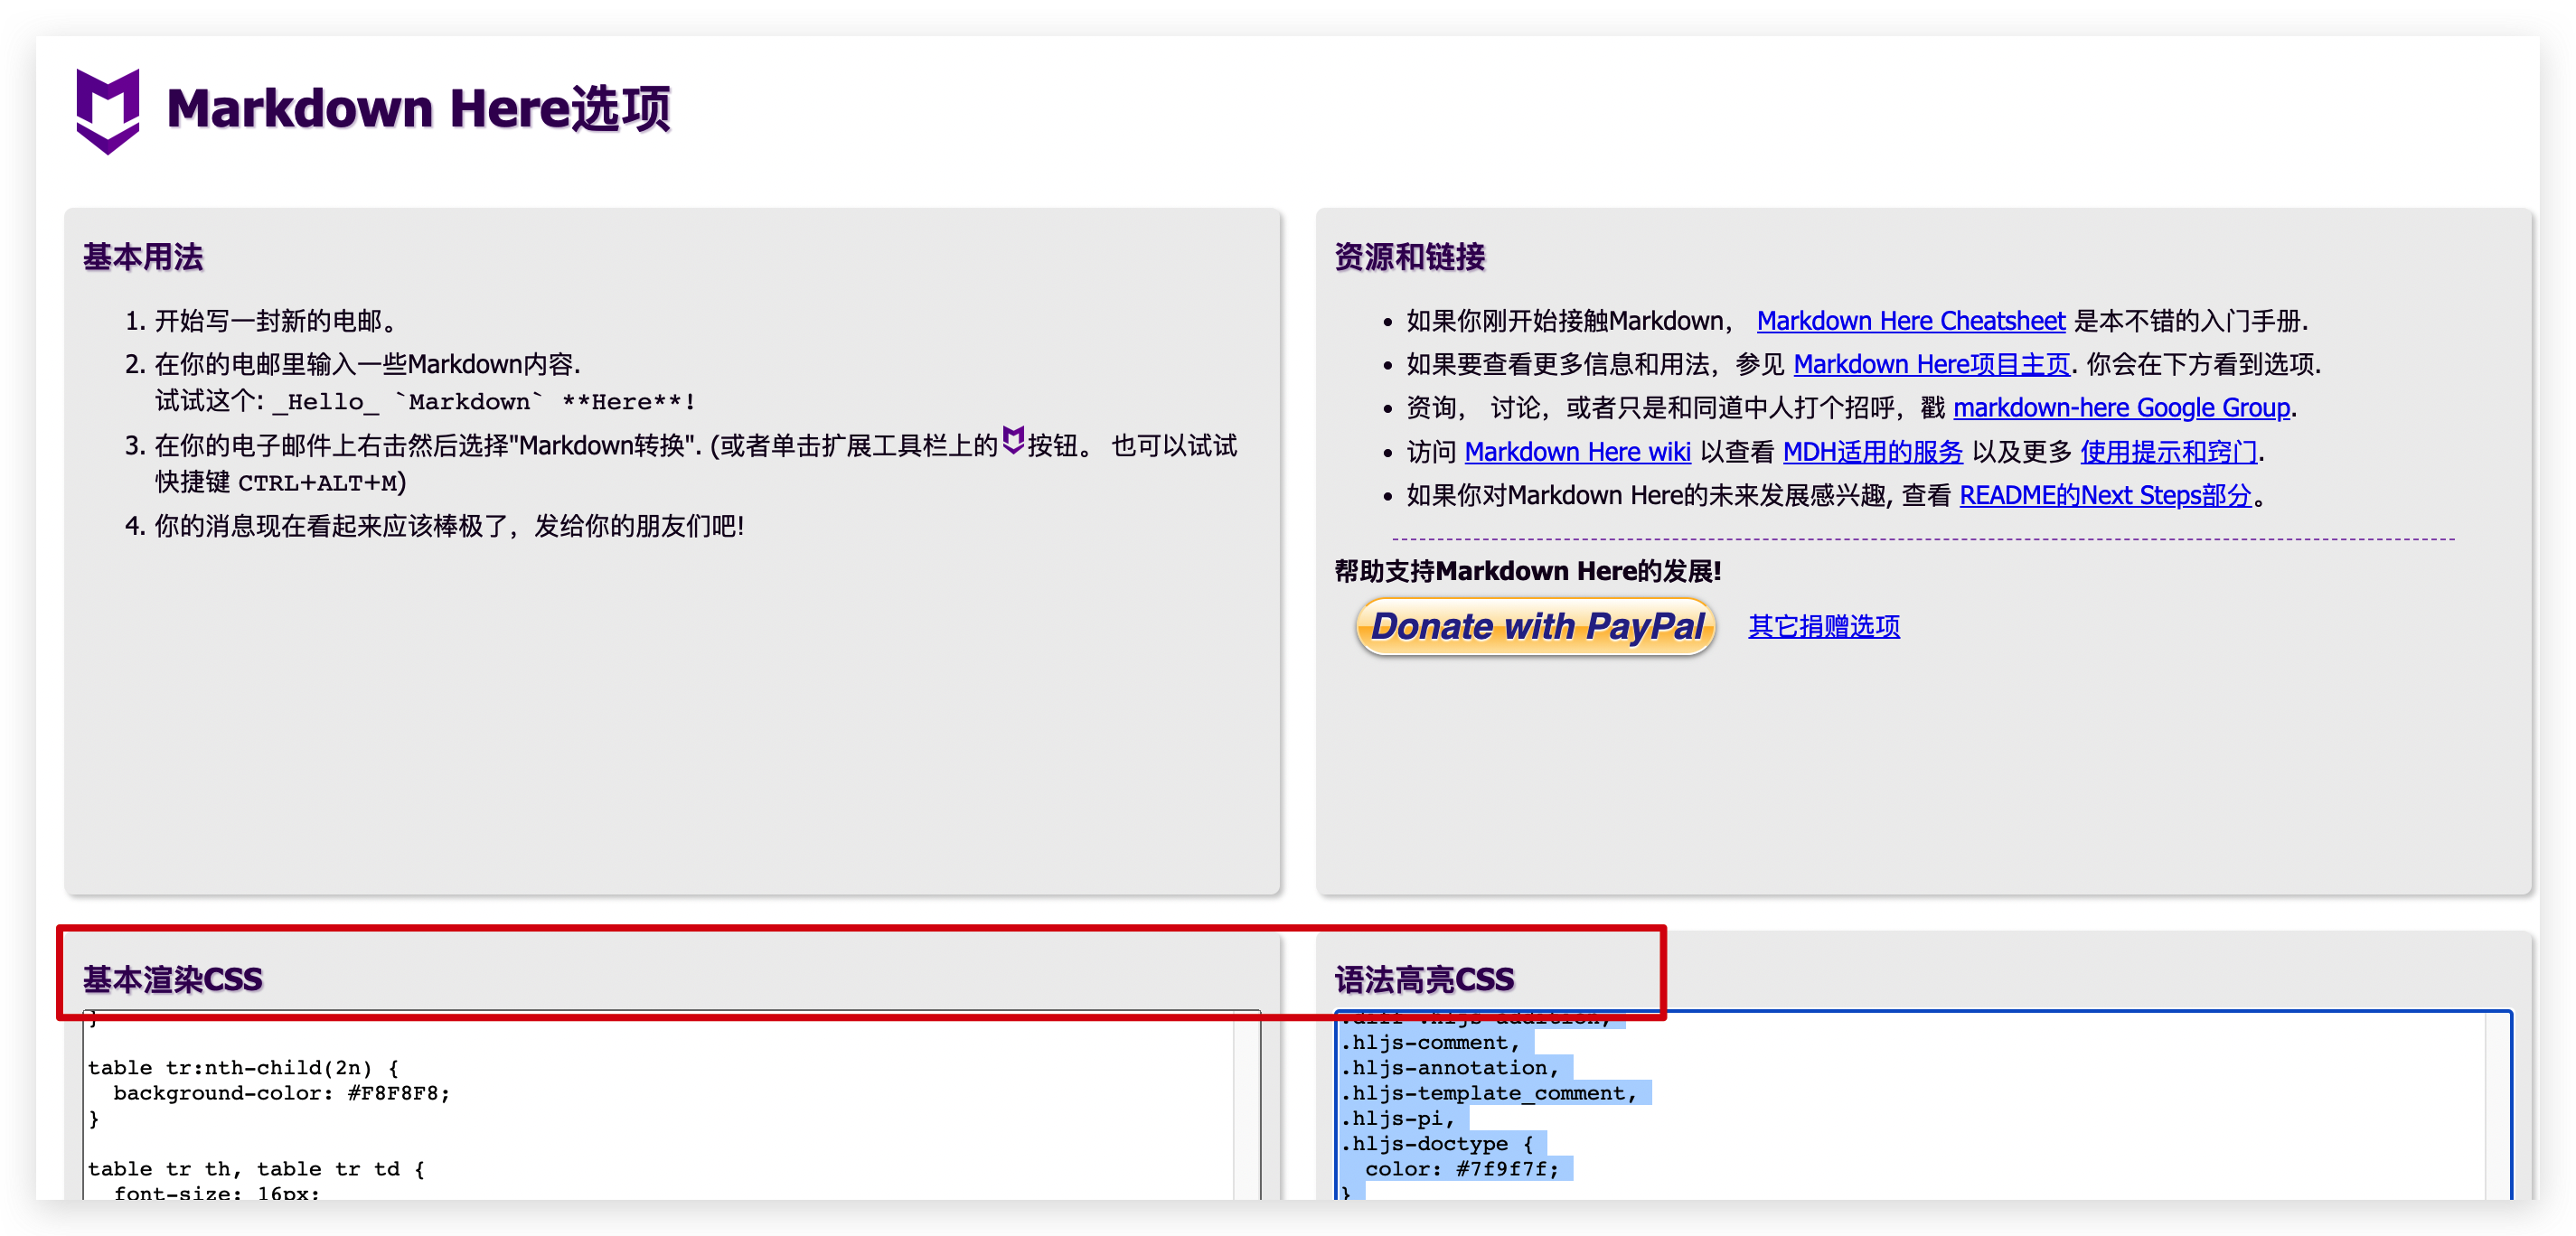 Markdown Here选项
基本用法
1. 开始写一封新的电邮。
2. 在你的电邮里输入一些Markdown内容.
试试这个: _Hello_ `Markdown` **Here**!
3. 在你的电子邮件上右击然后选择"Markdown转换". (或者单击扩展工具栏上的按钮。 也可以试试
快捷键 CTRL+ALT+M)
4. 你的消息现在看起来应该棒极了，发给你的朋友们吧!
资源和链接
• 如果你刚开始接触Markdown， Markdown Here Cheatsheet 是本不错的入门手册.
• 如果要查看更多信息和用法，参见 Markdown Here项目主页. 你会在下方看到选项.
• 资询， 讨论，或者只是和同道中人打个招呼，戳 markdown-here Google Group.
• 访问 Markdown Here wiki 以查看 MDH适用的服务 以及更多 使用提示和窍门.
• 如果你对Markdown Here的未来发展感兴趣, 查看 README的Next Steps部分。
帮助支持Markdown Here的发展!
Donate with PayPal 其它捐赠选项
基本渲染CSS
}
table tr:nth-child(2n) {
background-color: #F8F8F8;
}
table tr th, table tr td {
font-size: 16px;
语法高亮CSS
.diff .hljs-addition,
.hljs-comment,
.hljs-annotation,
.hljs-template_comment,
.hljs-pi,
.hljs-doctype {
color: #7f9f7f;
}